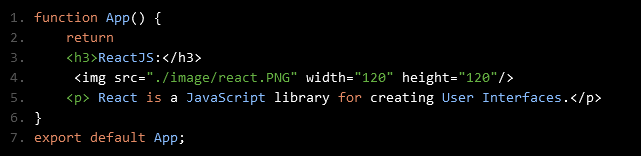 1. function App() {
2.     return
3.     <h3>ReactJS:</h3>
4.      <img src="./image/react.PNG" width="120" height="120"/>
5.     <p> React is a JavaScript library for creating User Interfaces.</p>
6. }
7. export default App;